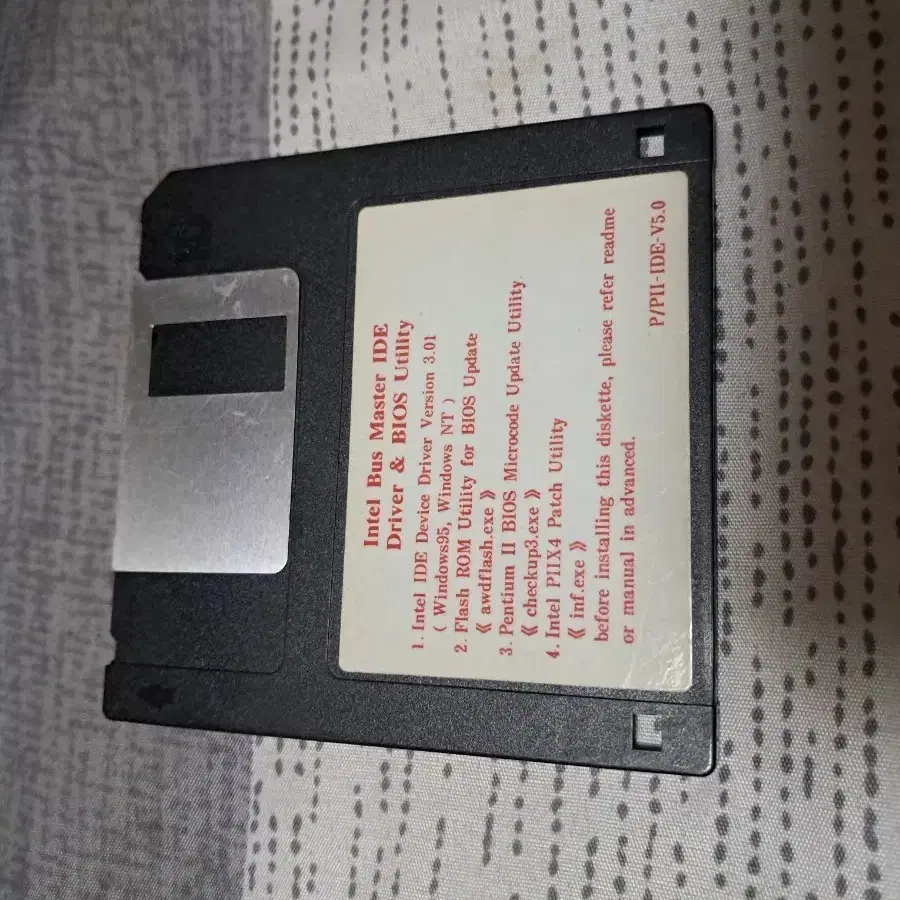 Intel Bus Master IDE
Driver & BIOS Utility
1. Intel IDE Device Driver Version 3.01
( Windows95, Windows NT )
2. Flash ROM Utility for BIOS Update
《 awdflash.exe 》
3. Pentium II BIOS Microcode Update Utility
《 checkup3.exe 》
4. Intel PIIX4 Patch Utility
《 inf.exe 》
before installing this diskette, please refer readme
or manual in advanced.
P/PII-IDE-V5.0